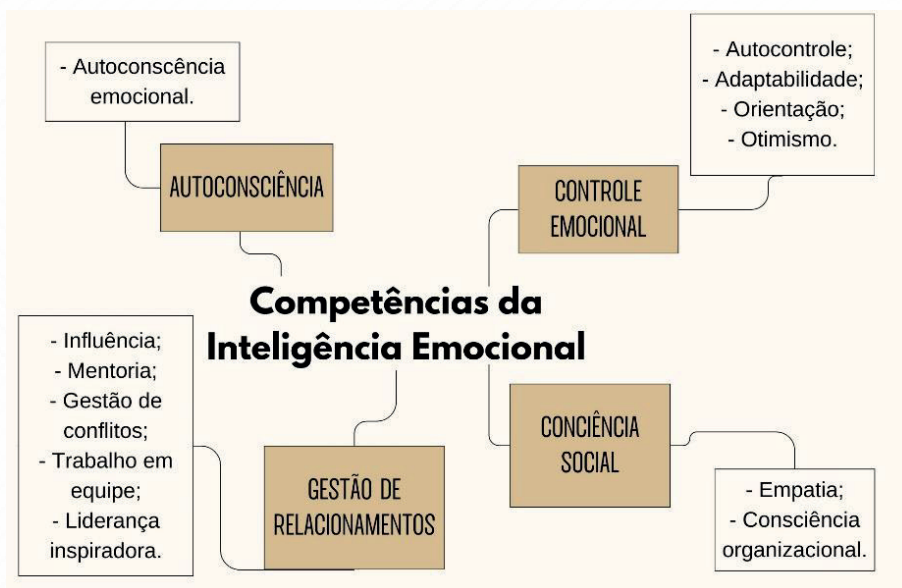 - Autoconscência
emocional.
AUTOCONSCIÊNCIA
- Autocontrole;
- Adaptabilidade;
- Orientação;
- Otimismo.
CONTROLE
EMOCIONAL
Competências da
Inteligência Emocional
- Influência;
- Mentoria;
- Gestão de
conflitos;
- Trabalho em
equipe;
- Liderança
inspiradora.
GESTÃO DE
RELACIONAMENTOS
CONCIÊNCIA
SOCIAL
- Empatia;
- Consciência
organizacional.